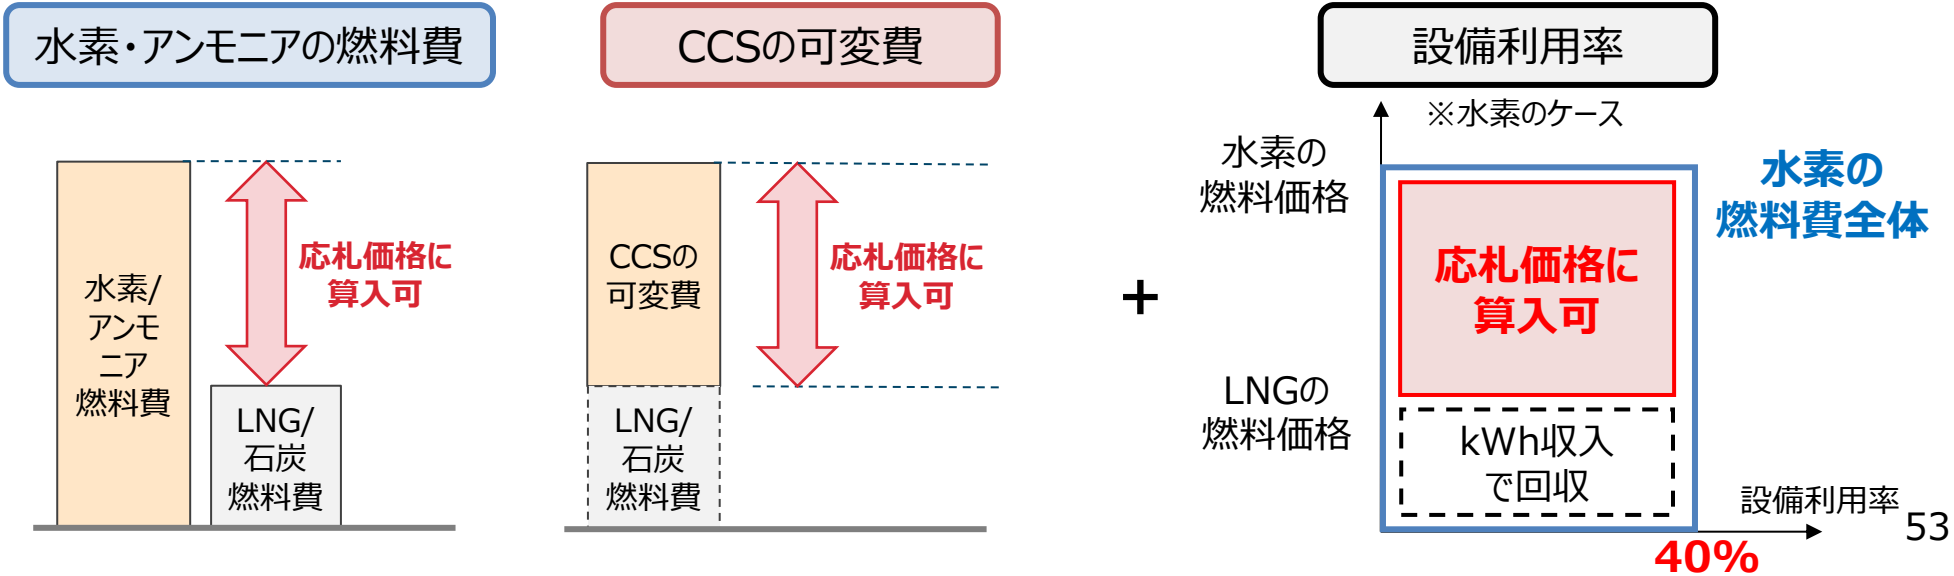 水素・アンモニアの燃料費
水素/
アンモ
ニア
燃料費
LNG/
石炭
燃料費
応札価格に
算入可
CCSの可変費
CCSの
可変費
LNG/
石炭
燃料費
応札価格に
算入可
+
設備利用率
※水素のケース
水素の
燃料価格
LNGの
燃料価格
応札価格に
算入可
kWh収入
で回収
水素の
燃料費全体
設備利用率
40%
53